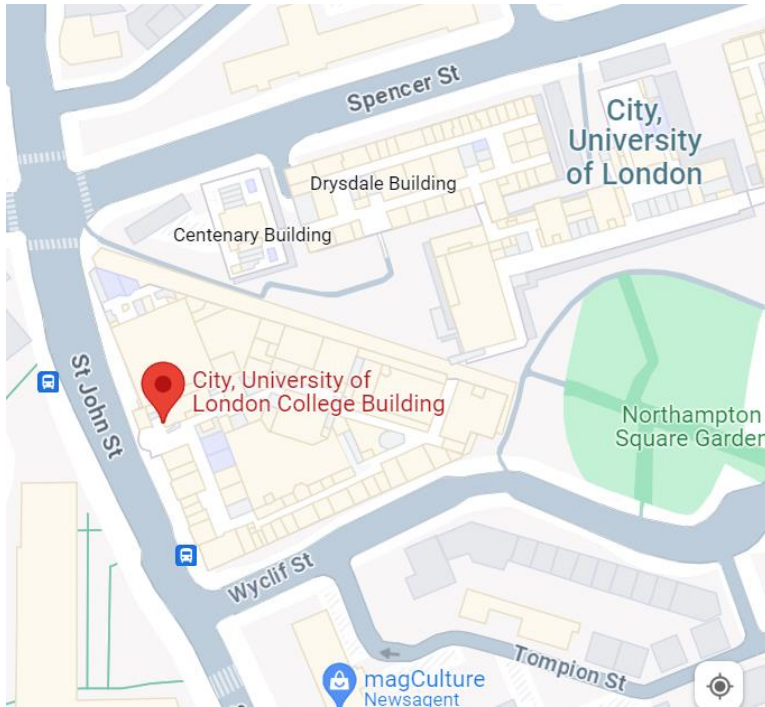 Spencer St
City,
University
of London
Drysdale Building
Centenary Building
St John St
City, University of
London College Building
Northampton
Square Garden
Wyclif St
Tompion St
magCulture
Newsagent